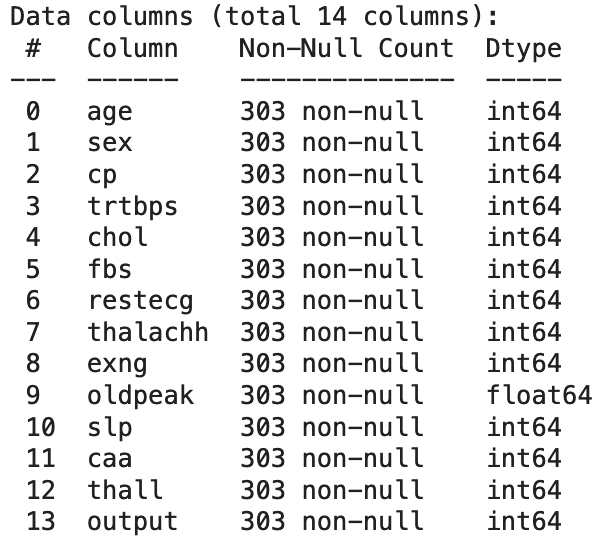 Data columns (total 14 columns):
 #   Column    Non-Null Count  Dtype
---  ------    --------------  -----
 0   age       303 non-null    int64
 1   sex       303 non-null    int64
 2   cp        303 non-null    int64
 3   trtbps    303 non-null    int64
 4   chol      303 non-null    int64
 5   fbs       303 non-null    int64
 6   restecg   303 non-null    int64
 7   thalachh  303 non-null    int64
 8   exng      303 non-null    int64
 9   oldpeak   303 non-null    float64
 10  slp       303 non-null    int64
 11  caa       303 non-null    int64
 12  thall     303 non-null    int64
 13  output    303 non-null    int64